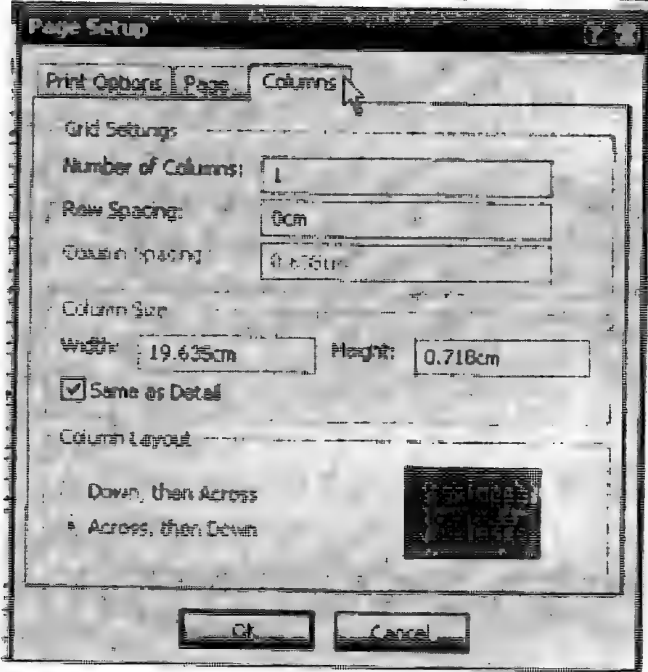 Page Setup
Print Options Page Columns
Grid Settings
Number of Columns: 1
Row Spacing: 0cm
Column Spacing
Column Size
Width: 19.635cm Height: 0.718cm
Same as Detail
Column Layout
Down, then Across
Across, then Down
OK Cancel